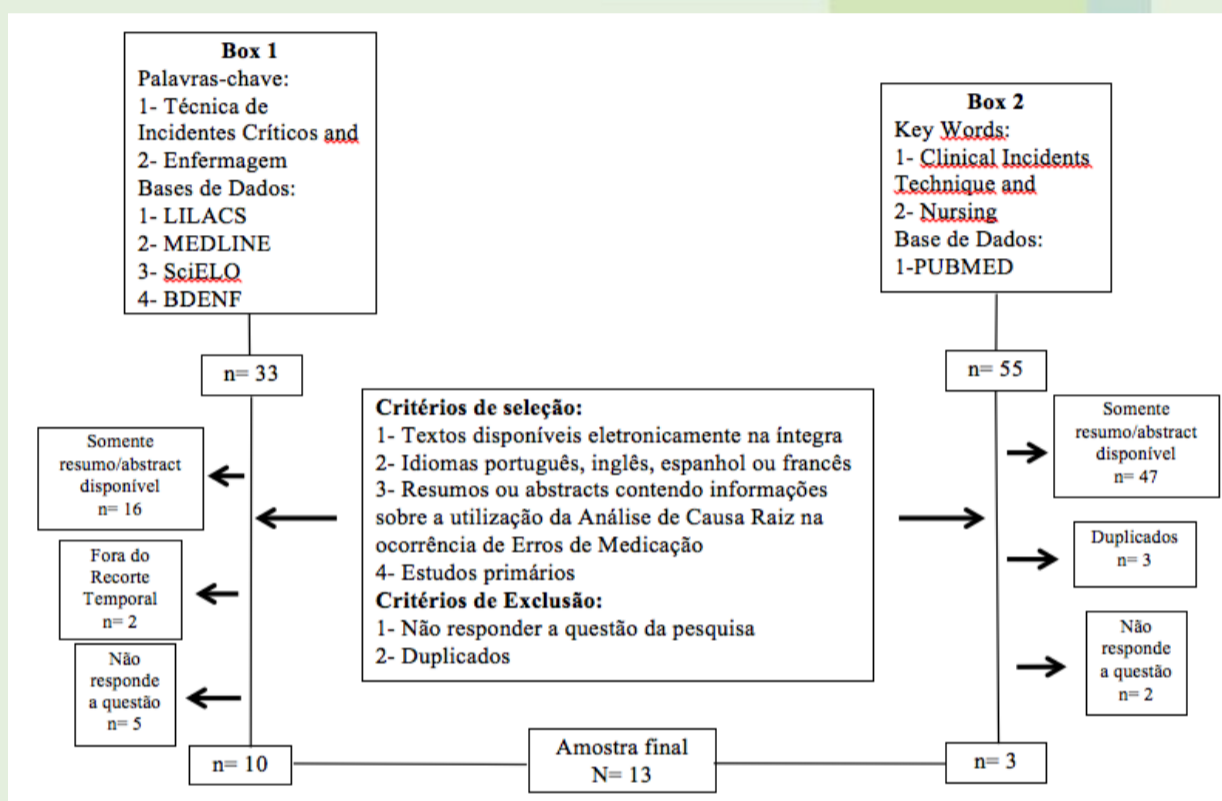 Box 1
Palavras-chave:
1- Técnica de
Incidentes Críticos and
2- Enfermagem
Bases de Dados:
1- LILACS
2- MEDLINE
3- SciELO
4- BDENF
n= 33
Somente
resumo/abstract
disponível
n= 16
Fora do
Recorte
Temporal
n= 2
Não
responde
a questão
n= 5
n= 10
Critérios de seleção:
1- Textos disponíveis eletronicamente na íntegra
2- Idiomas português, inglês, espanhol ou francês
3- Resumos ou abstracts contendo informações
sobre a utilização da Análise de Causa Raiz na
ocorrência de Erros de Medicação
4- Estudos primários
Critérios de Exclusão:
1- Não responder a questão da pesquisa
2- Duplicados
Amostra final
N= 13
Box 2
Key Words:
1- Clinical Incidents
Technique and
2- Nursing
Base de Dados:
1-PUBMED
n= 55
Somente
resumo/abstract
disponível
n= 47
Duplicados
n= 3
Não
responde
a questão
n= 2
n= 3